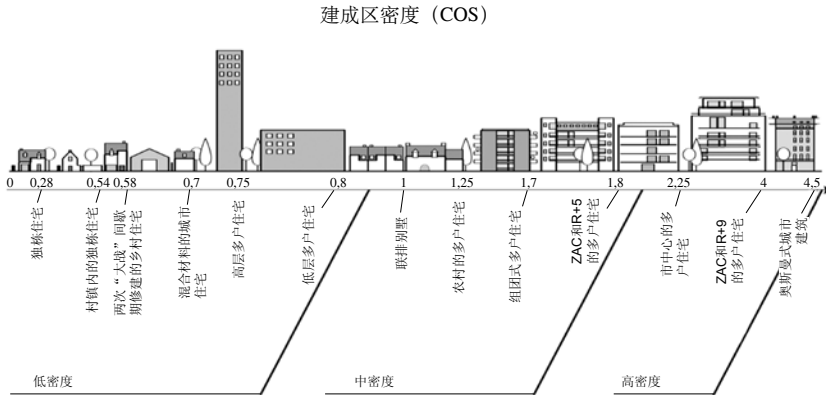 建成区密度（COS）
0 0,28 0,54 0,58 0,7 0,75 0,8 1 1,25 1,7 1,8 2,25 4 4,5
独栋住宅
村镇内的独栋住宅
两次“大战”间歇
期修建的乡村住宅
混合材料的城市
住宅
高层多户住宅
低层多户住宅
联排别墅
农村的多户住宅
组团式多户住宅
ZAC和R+5
的多户住宅
市中心的多
户住宅
ZAC和R+9
的多户住宅
奥斯曼式城市
建筑
低密度
中密度
高密度